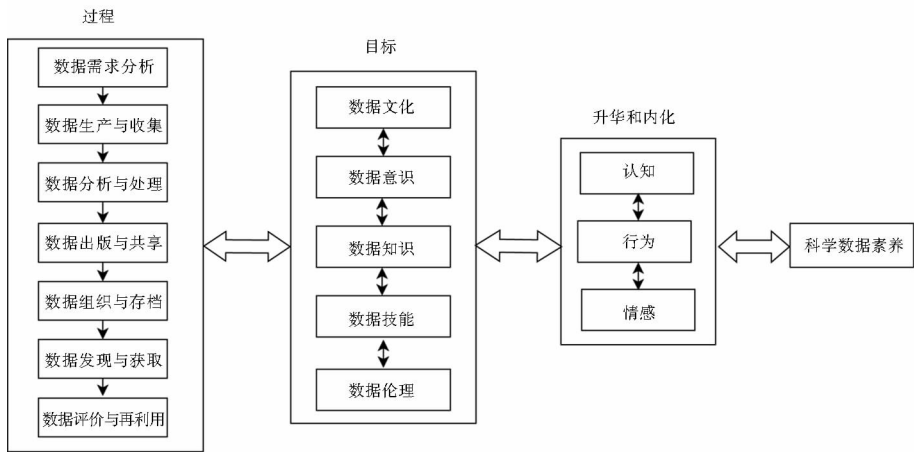 过程
数据需求分析
数据生产与收集
数据分析与处理
数据出版与共享
数据组织与存档
数据发现与获取
数据评价与再利用
目标
数据文化
数据意识
数据知识
数据技能
数据伦理
升华和内化
认知
行为
情感
科学数据素养